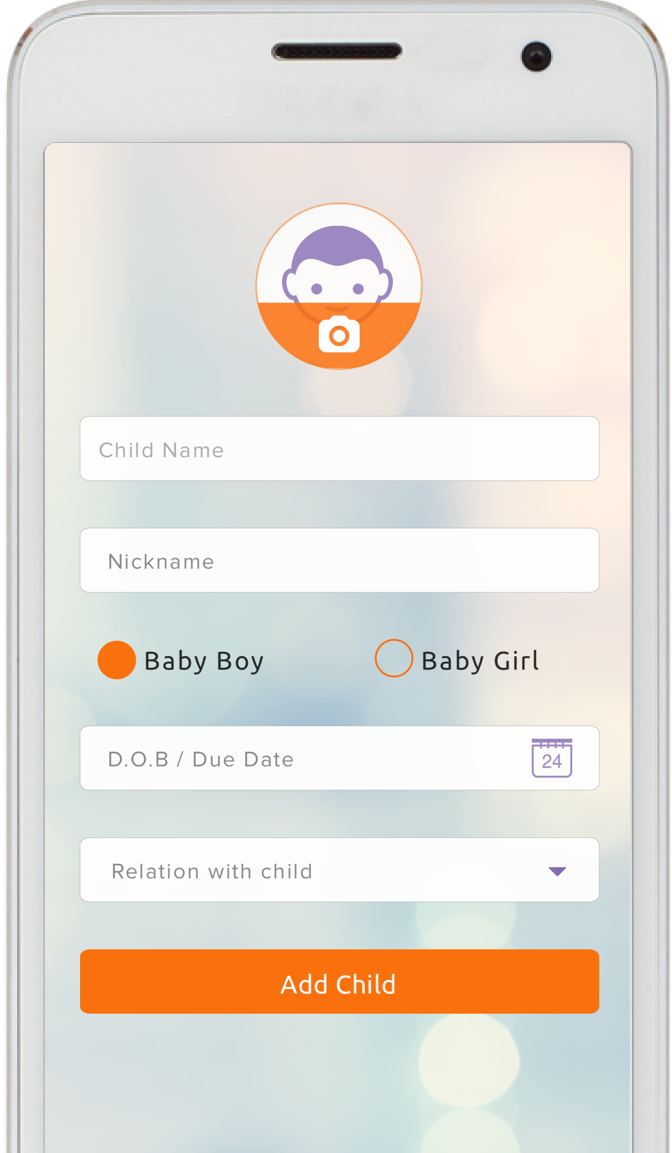 Child Name
Nickname
Baby Boy Baby Girl
D.O.B / Due Date 24
Relation with child
Add Child